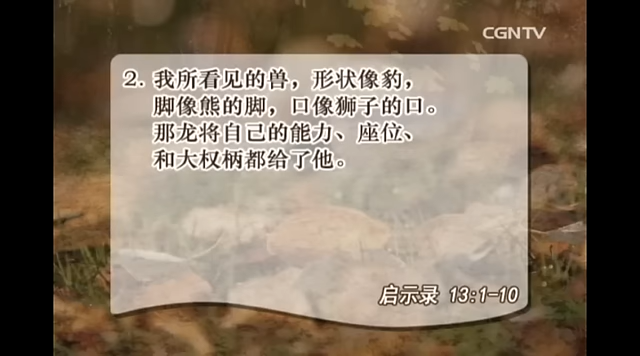 CGNTV
2. 我所看见的兽，形状像豹，
脚像熊的脚，口像狮子的口。
那龙将自己的能力、座位、
和大权柄都给了他。
启示录 13:1-10